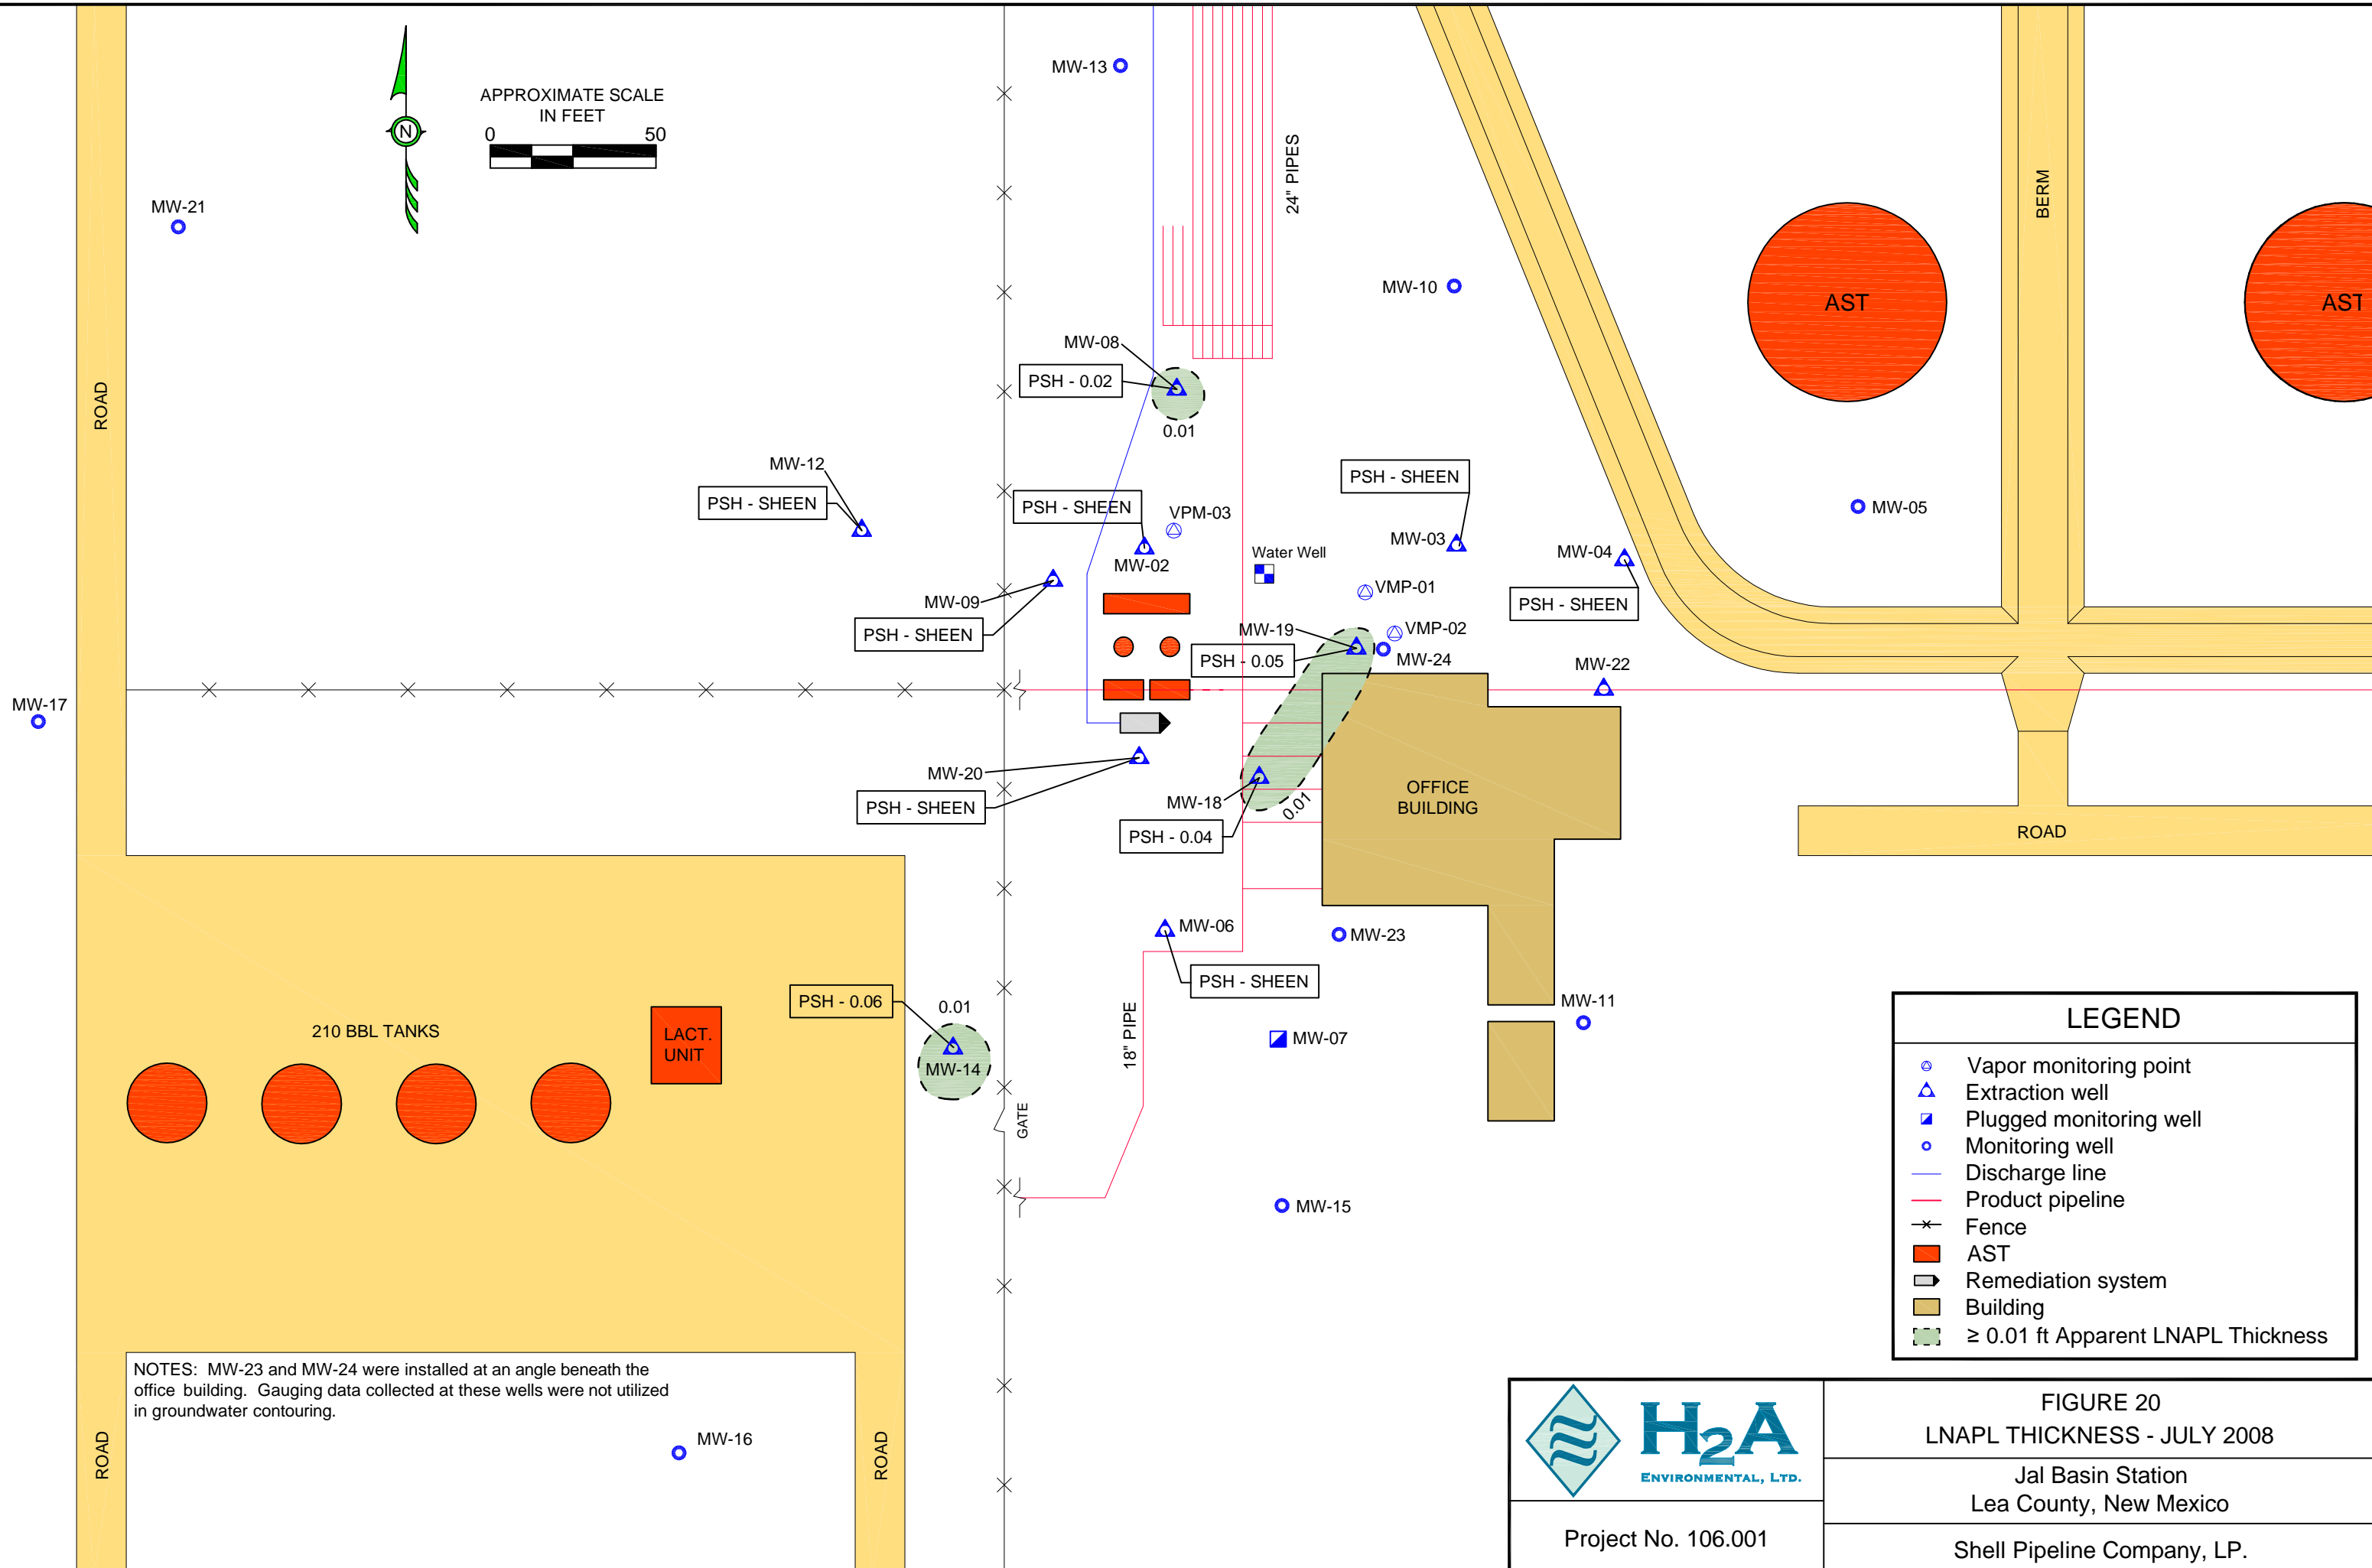 MW-13
APPROXIMATE SCALE
IN FEET
0 50
N
24" PIPES
BERM
MW-21
MW-10
AST
AST
MW-08
PSH - 0.02
0.01
ROAD
MW-12
PSH - SHEEN
PSH - SHEEN
VPM-03
MW-02
PSH - SHEEN
MW-03
MW-05
Water Well
MW-04
PSH - SHEEN
VMP-01
MW-09
PSH - SHEEN
MW-19
PSH - 0.05
VMP-02
MW-24
MW-22
MW-17
MW-20
PSH - SHEEN
MW-18
PSH - 0.04
0.01
OFFICE
BUILDING
ROAD
MW-06
PSH - SHEEN
MW-23
PSH - 0.06
0.01
MW-14
210 BBL TANKS
LACT.
UNIT
18" PIPE
MW-07
MW-11
GATE
MW-15
LEGEND
Vapor monitoring point
Extraction well
Plugged monitoring well
Monitoring well
Discharge line
Product pipeline
Fence
AST
Remediation system
Building
≥ 0.01 ft Apparent LNAPL Thickness
NOTES: MW-23 and MW-24 were installed at an angle beneath the
office building. Gauging data collected at these wells were not utilized
in groundwater contouring.
ROAD
MW-16
ROAD
H2A
ENVIRONMENTAL, LTD.
Project No. 106.001
FIGURE 20
LNAPL THICKNESS - JULY 2008
Jal Basin Station
Lea County, New Mexico
Shell Pipeline Company, LP.